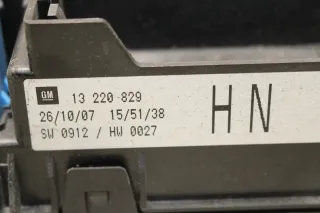 GM 13 220 829
26/10/07 15/51/38
SW 0912 / HW 0027
HN